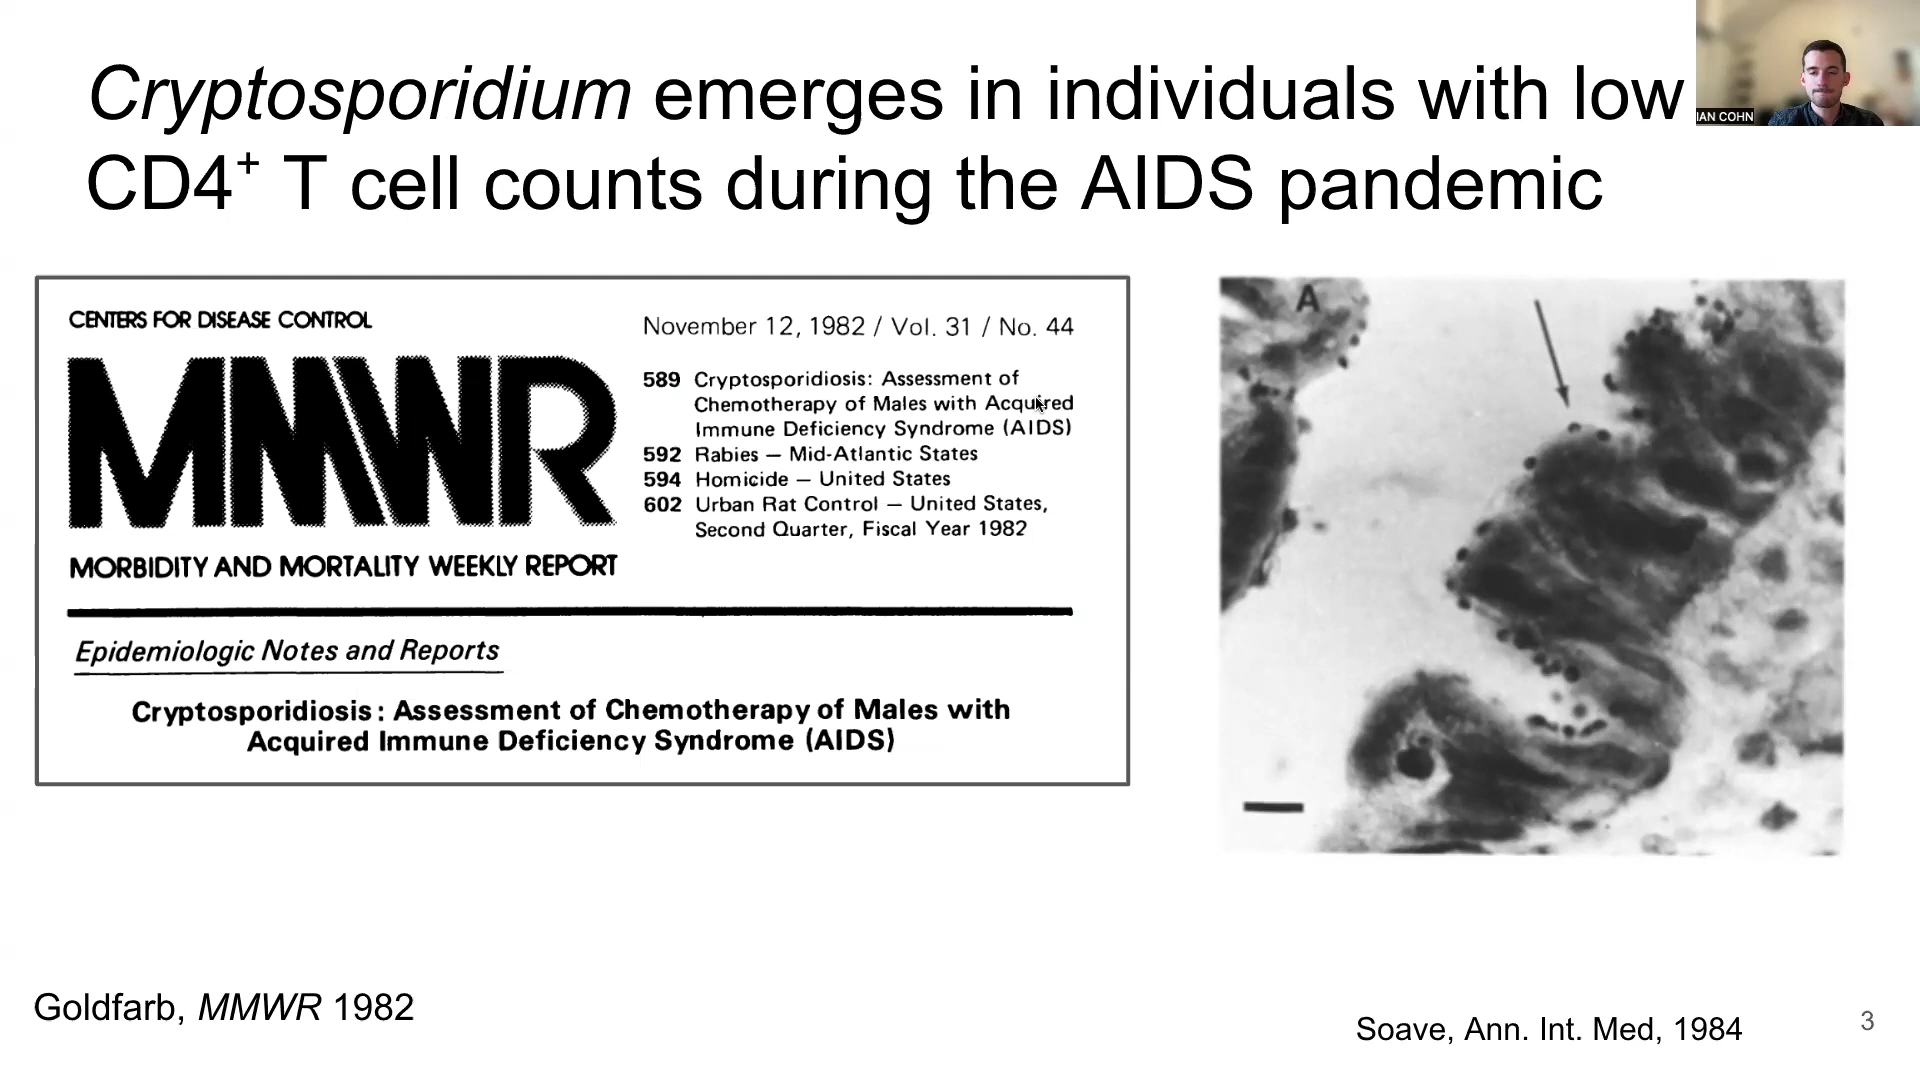 Cryptosporidium emerges in individuals with low
CD4⁺ T cell counts during the AIDS pandemic
IAN COHN
CENTERS FOR DISEASE CONTROL
MMWR
MORBIDITY AND MORTALITY WEEKLY REPORT
November 12, 1982 / Vol. 31 / No. 44
589 Cryptosporidiosis: Assessment of
Chemotherapy of Males with Acquired
Immune Deficiency Syndrome (AIDS)
592 Rabies — Mid-Atlantic States
594 Homicide — United States
602 Urban Rat Control — United States,
Second Quarter, Fiscal Year 1982
Epidemiologic Notes and Reports
Cryptosporidiosis: Assessment of Chemotherapy of Males with
Acquired Immune Deficiency Syndrome (AIDS)
A
Goldfarb, MMWR 1982
Soave, Ann. Int. Med, 1984
3